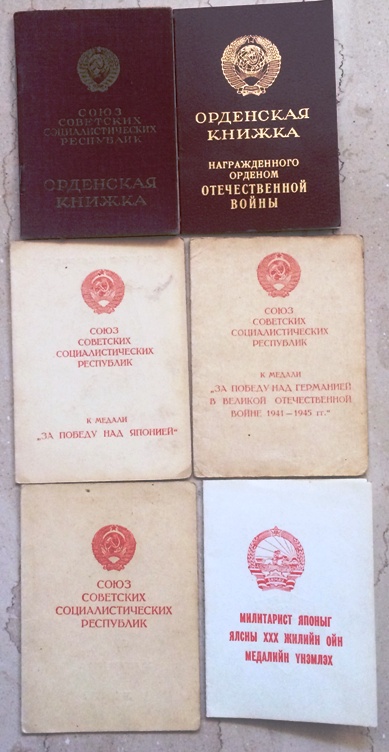 СОЮЗ
СОВЕТСКИХ
СОЦИАЛИСТИЧЕСКИХ
РЕСПУБЛИК
ОРДЕНСКАЯ
КНИЖКА
ОРДЕНСКАЯ
КНИЖКА
НАГРАЖДЕННОГО
ОРДЕНОМ
ОТЕЧЕСТВЕННОЙ
ВОЙНЫ
СОЮЗ
СОВЕТСКИХ
СОЦИАЛИСТИЧЕСКИХ
РЕСПУБЛИК
К МЕДАЛИ
„ЗА ПОБЕДУ НАД ЯПОНИЕЙ“
СОЮЗ
СОВЕТСКИХ
СОЦИАЛИСТИЧЕСКИХ
РЕСПУБЛИК
К МЕДАЛИ
„ЗА ПОБЕДУ НАД ГЕРМАНИЕЙ
В ВЕЛИКОЙ ОТЕЧЕСТВЕННОЙ
ВОЙНЕ 1941—1945 гг.“
СОЮЗ
СОВЕТСКИХ
СОЦИАЛИСТИЧЕСКИХ
РЕСПУБЛИК
МИЛИТАРИСТ ЯПОНЫГ
ЯЛСНЫ XXX ЖИЛИЙН ОЙН
МЕДАЛИЙН ҮНЭМЛЭХ